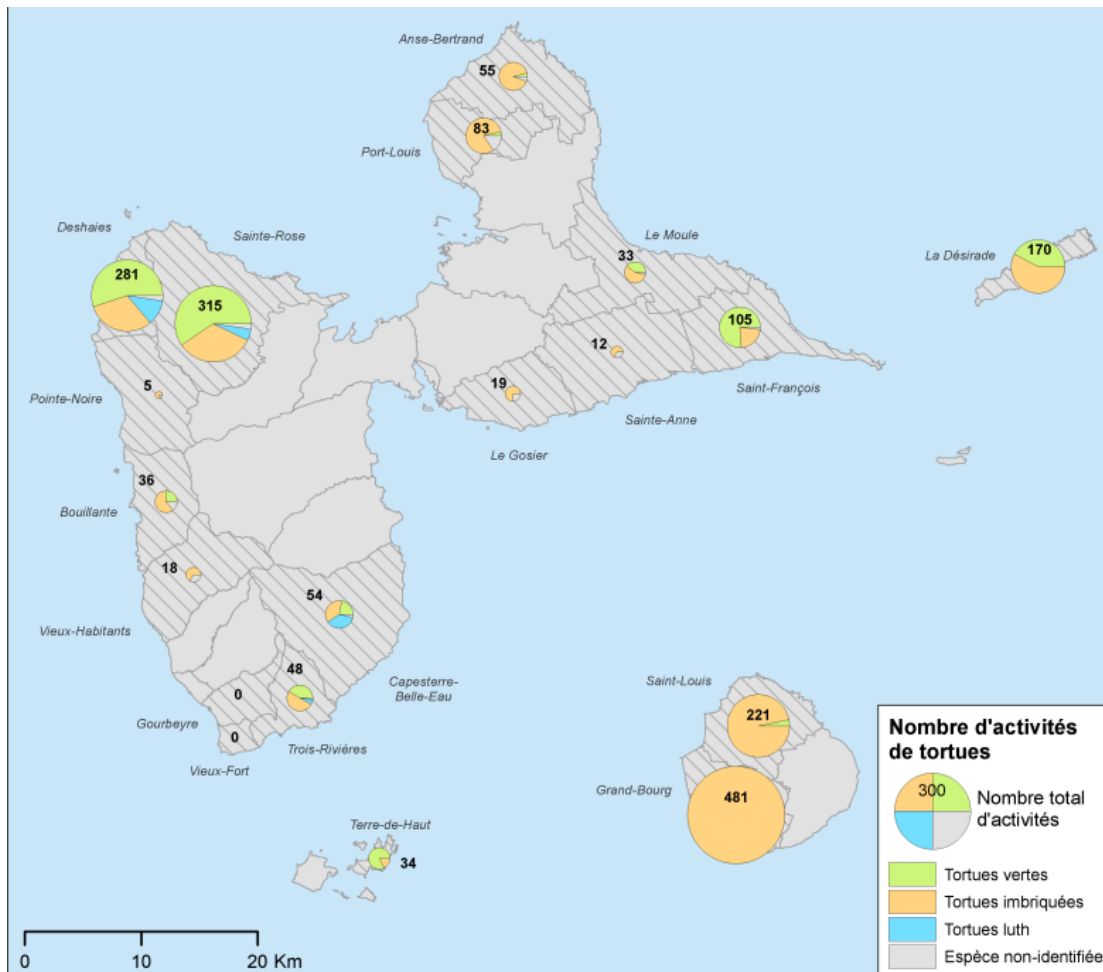 Anse-Bertrand
55
83
Port-Louis
Deshaies
Sainte-Rose
Le Moule
La Désirade
170
281
33
315
105
12
5
19
Pointe-Noire
Saint-François
Sainte-Anne
Le Gosier
36
Bouillante
18
54
Vieux-Habitants
48
Capesterre-
Belle-Eau
0
Gourbeyre
0
Trois-Rivières
Vieux-Fort
Saint-Louis
221
Grand-Bourg
481
Terre-de-Haut
34
0 10 20 Km
Nombre d'activités
de tortues
300
Nombre total
d'activités
Tortues vertes
Tortues imbriquées
Tortues luth
Espèce non-identifiée